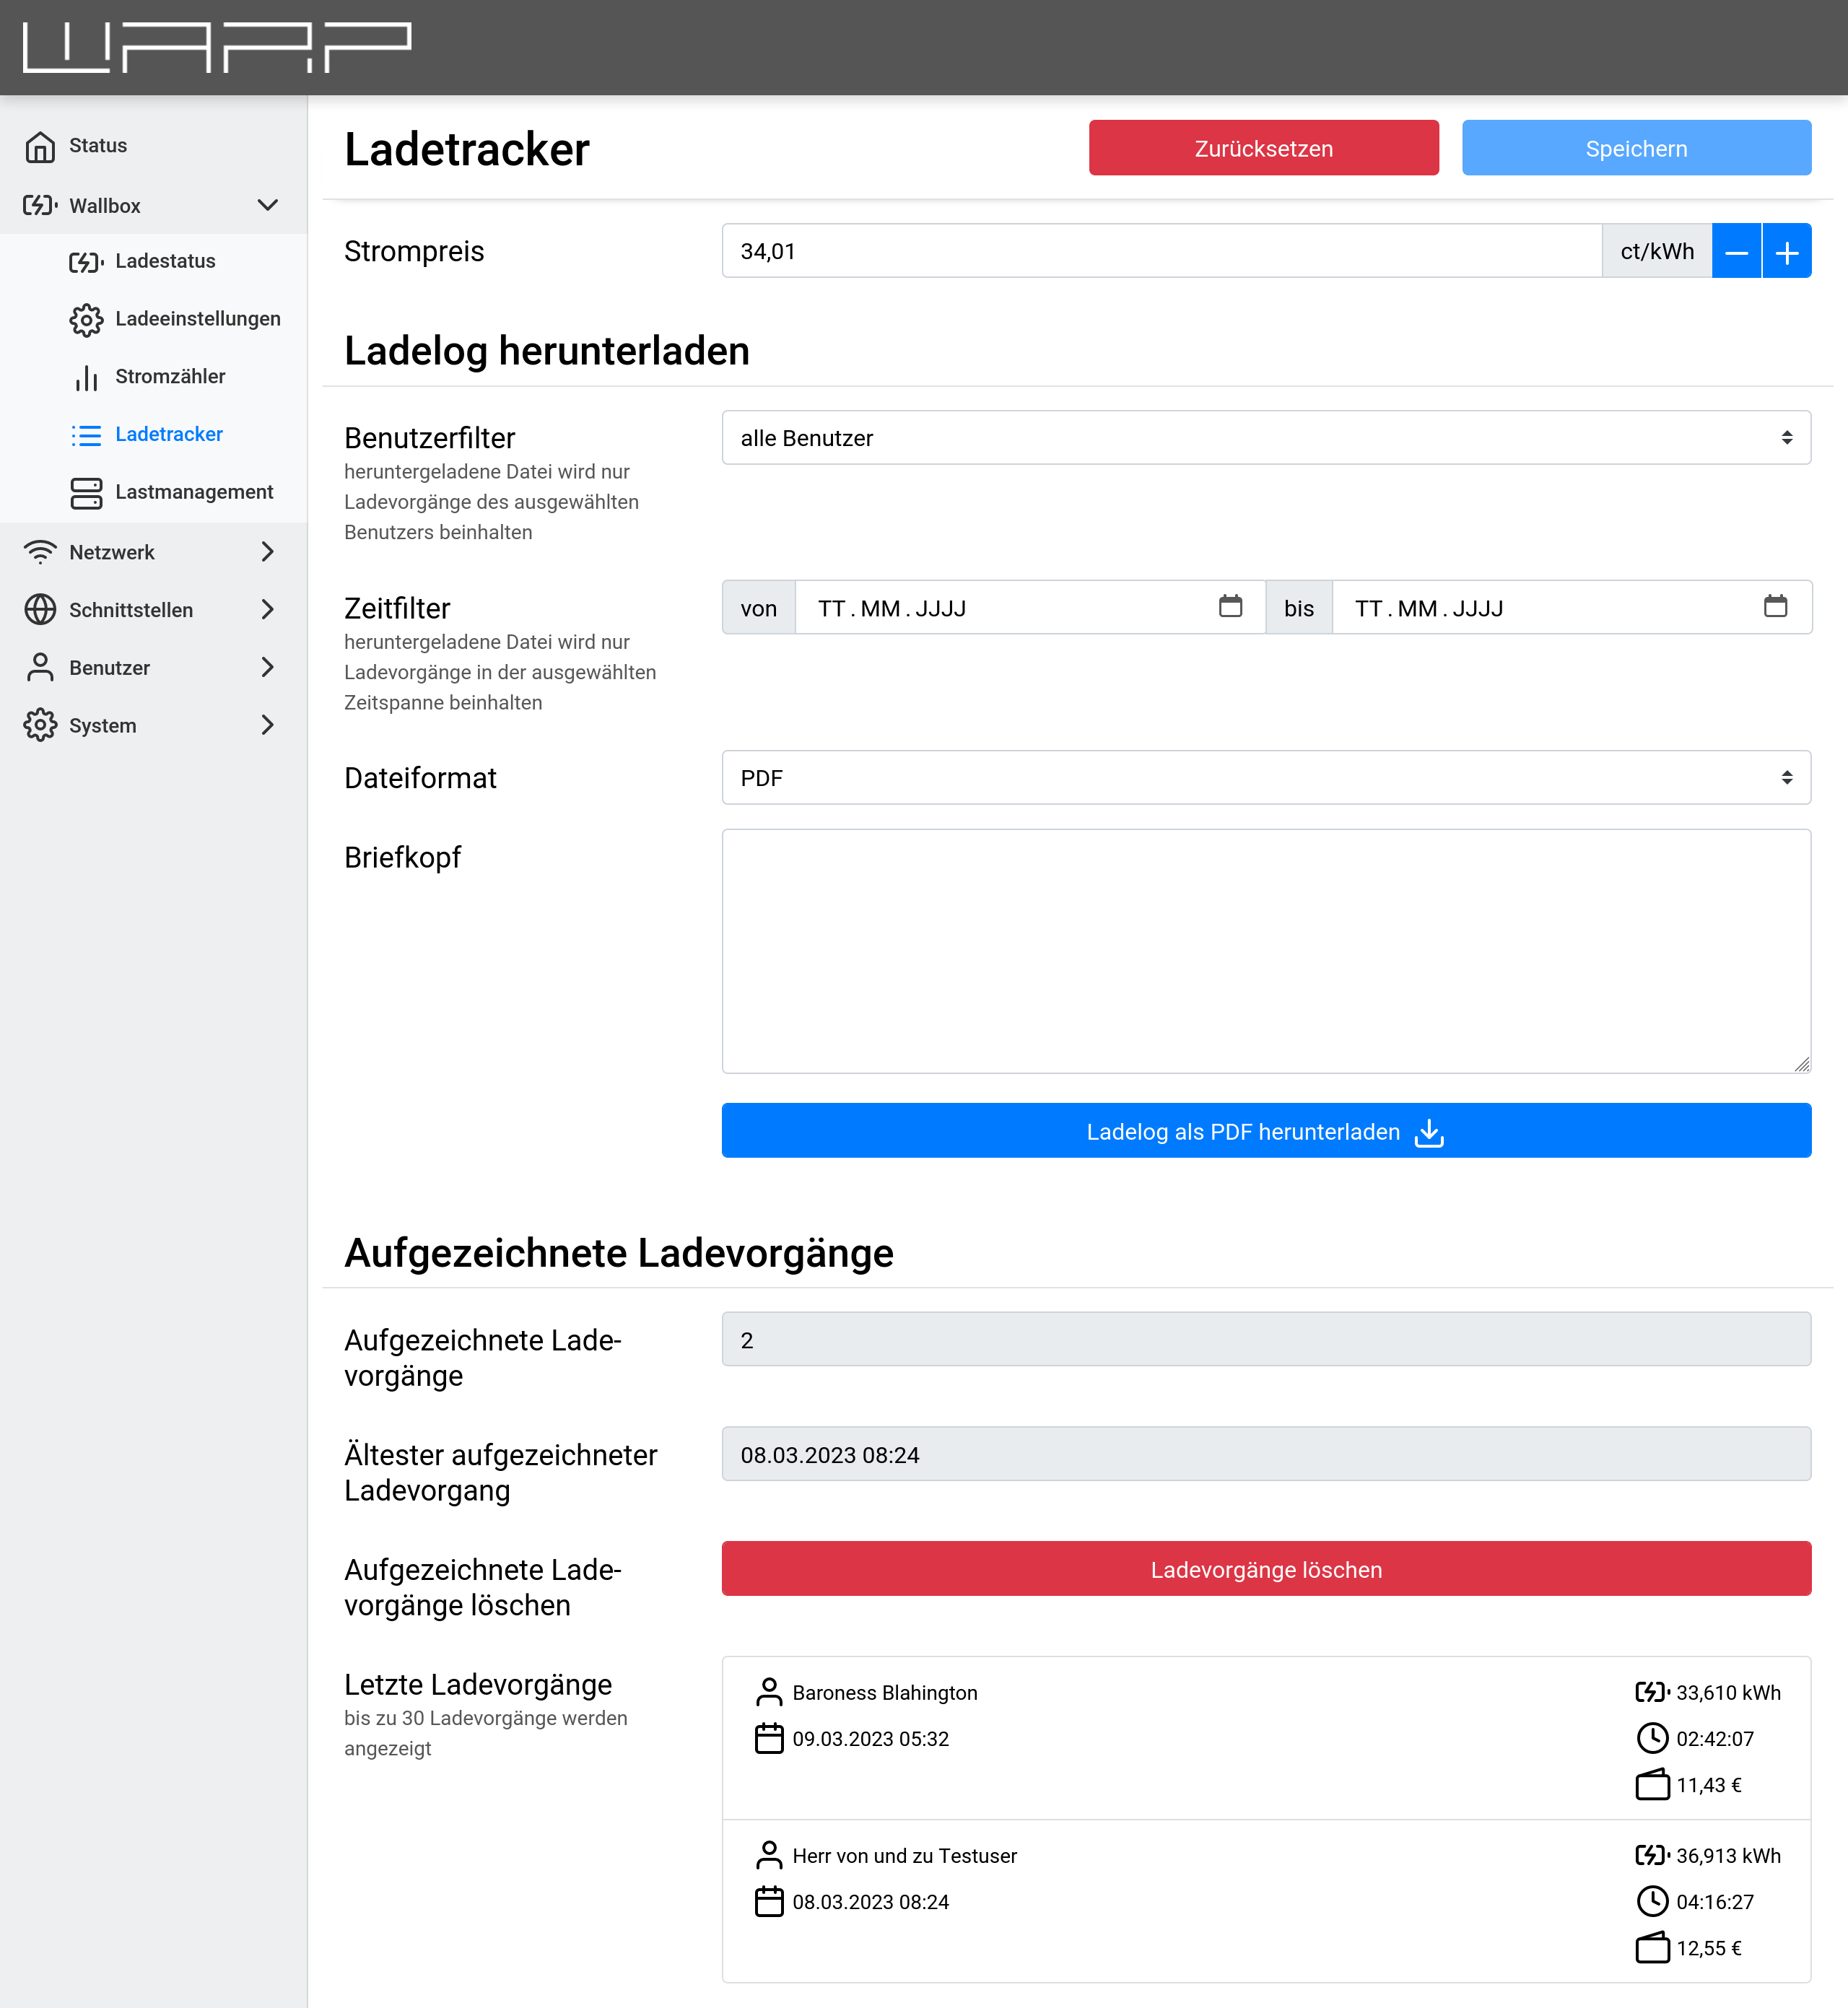 WARP
Status
Wallbox
Ladestatus
Ladeeinstellungen
Stromzähler
Ladetracker
Lastmanagement
Netzwerk
Schnittstellen
Benutzer
System
Ladetracker
Zurücksetzen
Speichern
Strompreis
34,01
ct/kWh
Ladelog herunterladen
Benutzerfilter
heruntergeladene Datei wird nur
Ladevorgänge des ausgewählten
Benutzers beinhalten
alle Benutzer
Zeitfilter
heruntergeladene Datei wird nur
Ladevorgänge in der ausgewählten
Zeitspanne beinhalten
von
TT.MM.JJJJ
bis
TT.MM.JJJJ
Dateiformat
PDF
Briefkopf
Ladelog als PDF herunterladen
Aufgezeichnete Ladevorgänge
Aufgezeichnete Lade-
vorgänge
2
Ältester aufgezeichneter
Ladevorgang
08.03.2023 08:24
Aufgezeichnete Lade-
vorgänge löschen
Ladevorgänge löschen
Letzte Ladevorgänge
bis zu 30 Ladevorgänge werden
angezeigt
Baroness Blahington
33,610 kWh
09.03.2023 05:32
02:42:07
11,43 €
Herr von und zu Testuser
36,913 kWh
08.03.2023 08:24
04:16:27
12,55 €